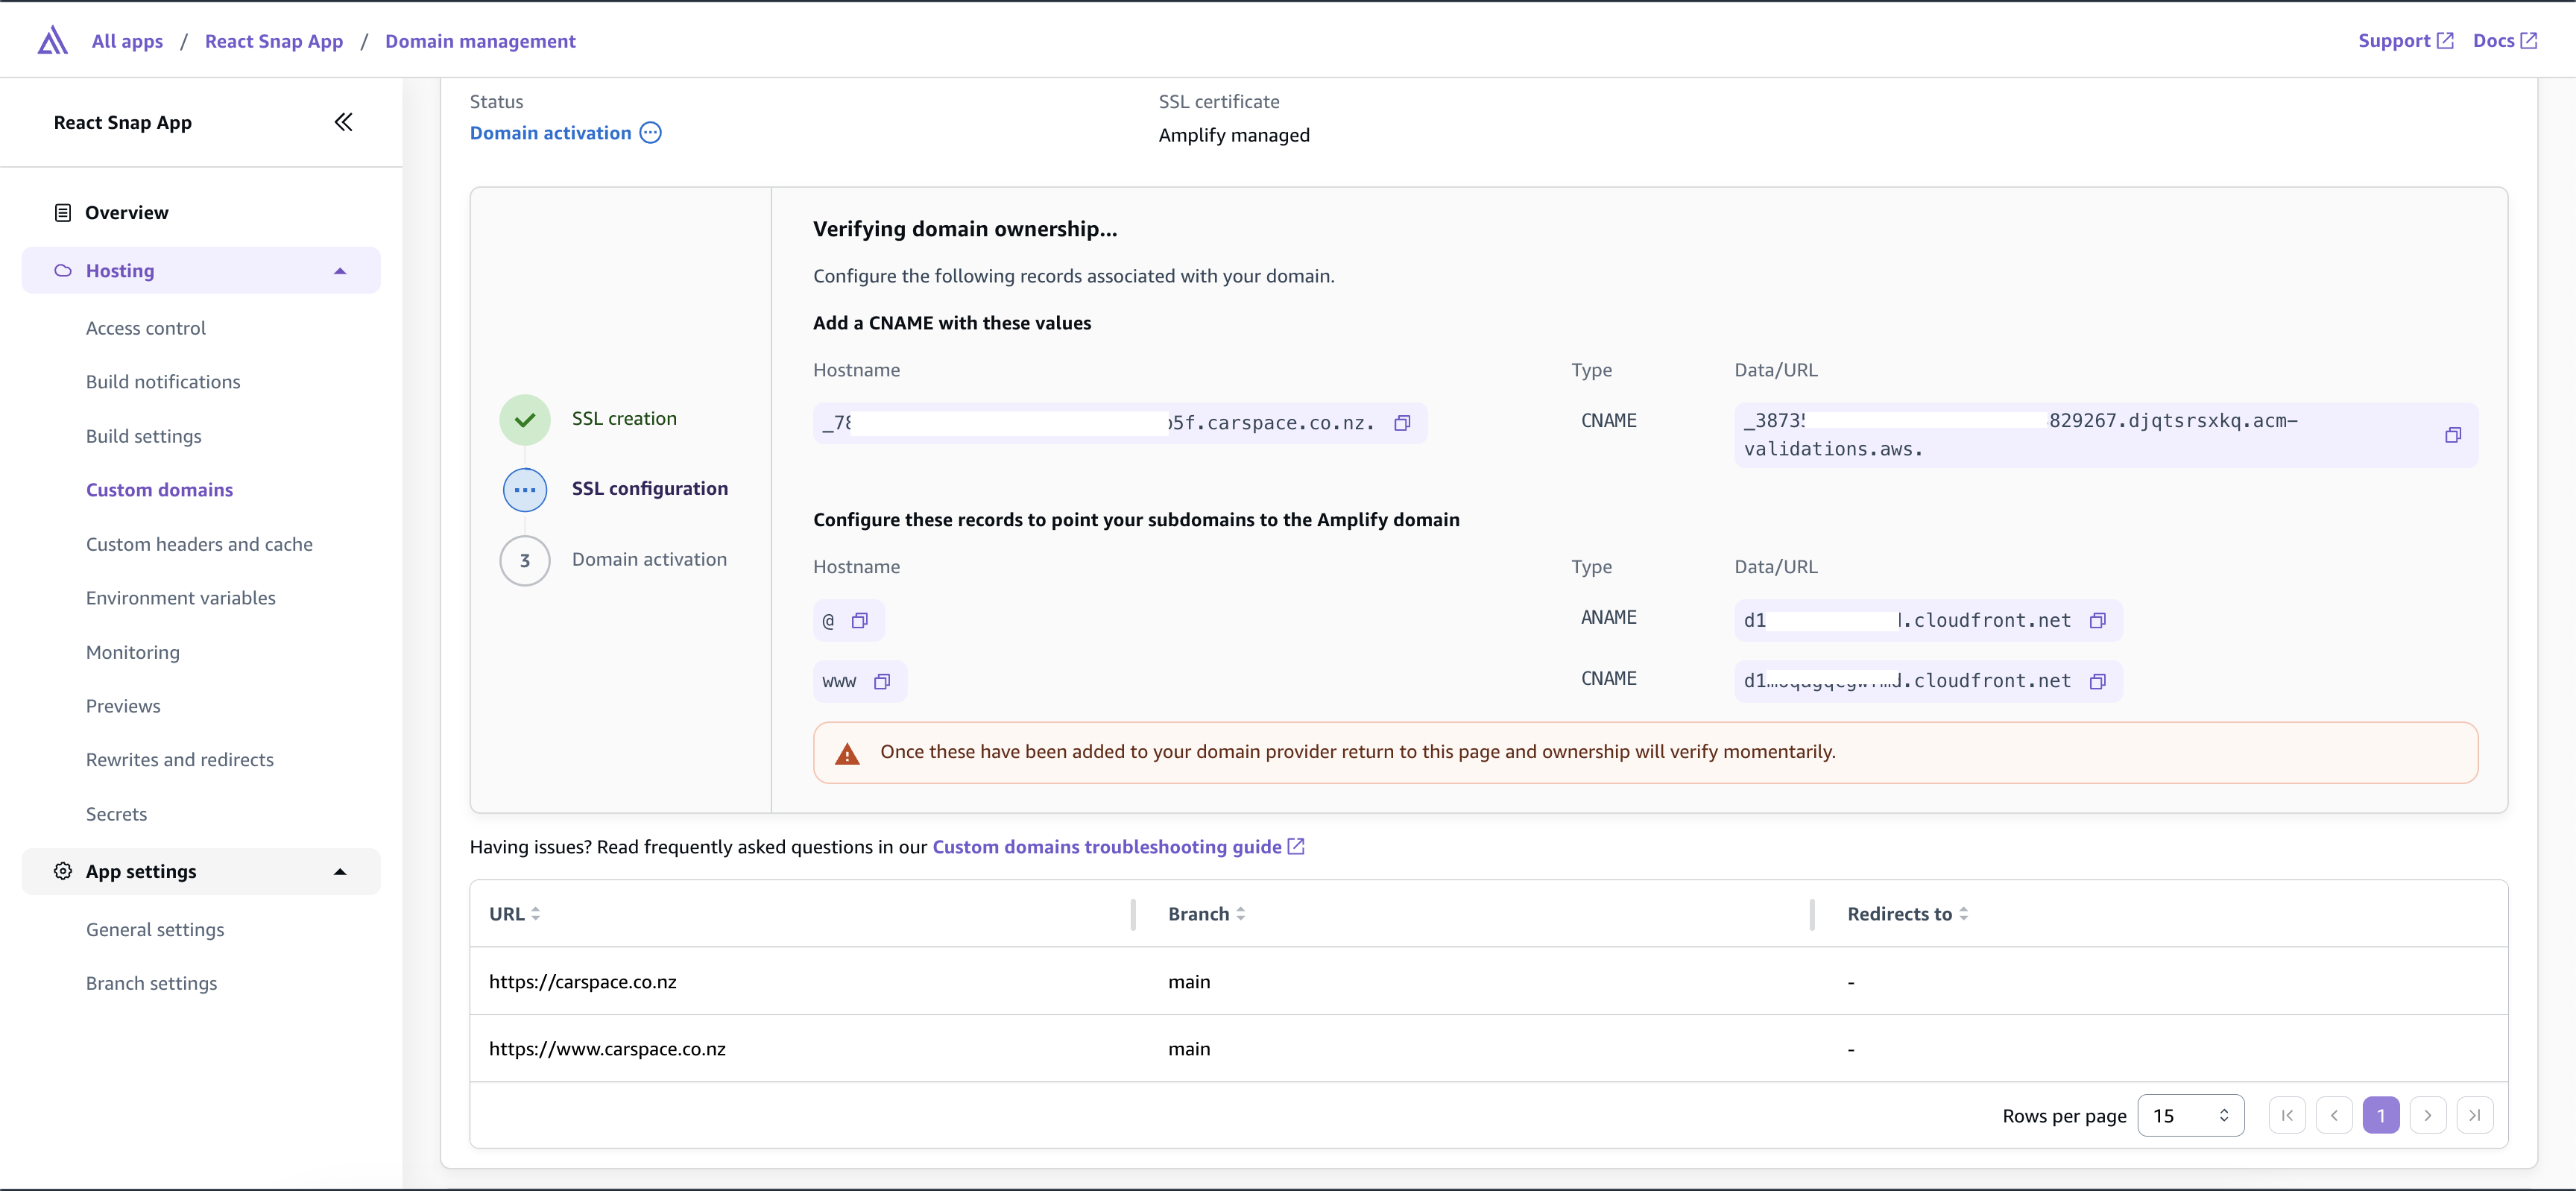 All apps / React Snap App / Domain management
Support Docs
React Snap App
Overview
Hosting
Access control
Build notifications
Build settings
Custom domains
Custom headers and cache
Environment variables
Monitoring
Previews
Rewrites and redirects
Secrets
App settings
General settings
Branch settings
Status
Domain activation
SSL certificate
Amplify managed
SSL creation
SSL configuration
3 Domain activation
Verifying domain ownership...
Configure the following records associated with your domain.
Add a CNAME with these values
Hostname Type Data/URL
_78 5f.carspace.co.nz. CNAME _3873 829267.djqtsrsxkq.acm-
validations.aws.
Configure these records to point your subdomains to the Amplify domain
Hostname Type Data/URL
@ ANAME d1 .cloudfront.net
www CNAME d1 d.cloudfront.net
Once these have been added to your domain provider return to this page and ownership will verify momentarily.
Having issues? Read frequently asked questions in our Custom domains troubleshooting guide
URL Branch Redirects to
https://carspace.co.nz main -
https://www.carspace.co.nz main -
Rows per page 15 1